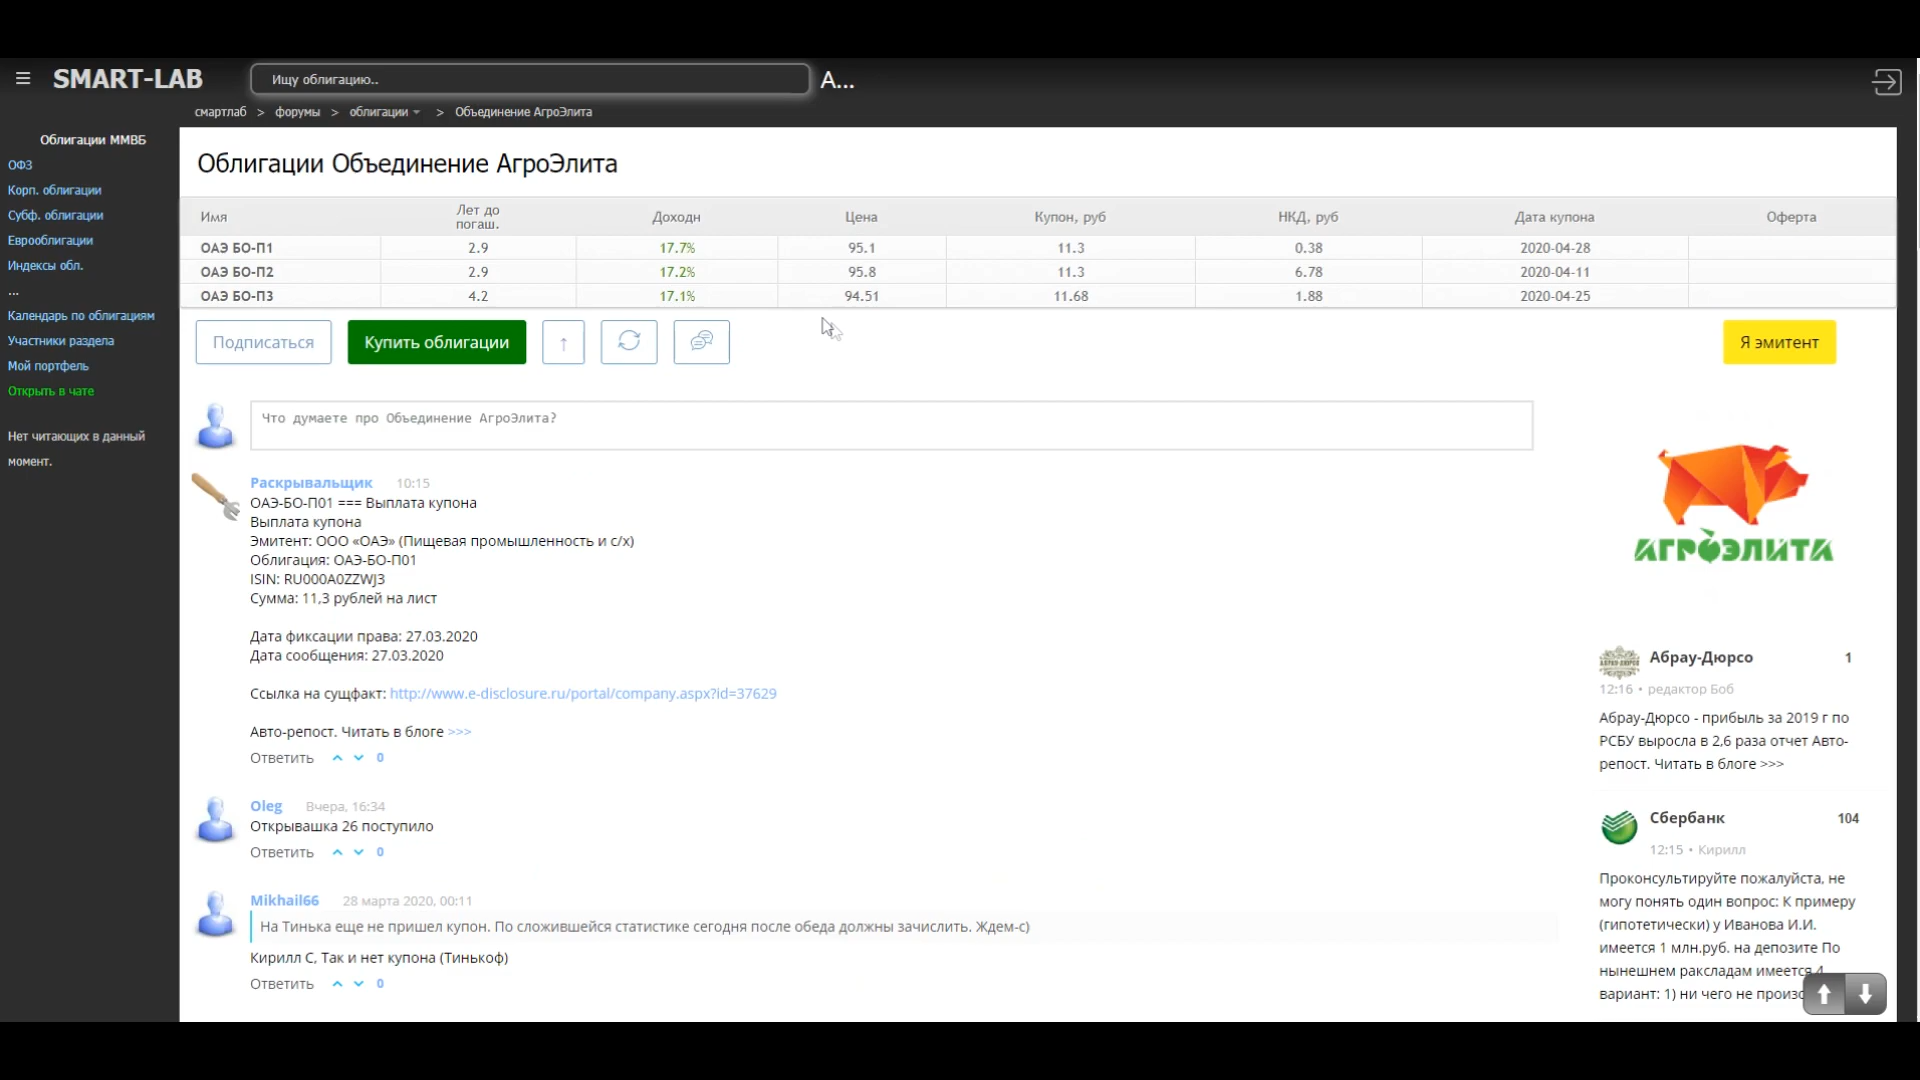 SMART-LAB
Ищу облигацию..
А...
смартлаб > форумы > облигации > Объединение АгроЭлита
Облигации ММВБ
ОФЗ
Корп. облигации
Субф. облигации
Еврооблигации
Индексы обл.
...
Календарь по облигациям
Участники раздела
Мой портфель
Открыть в чате
Нет читающих в данный
момент.
Облигации Объединение АгроЭлита
Имя Лет до погаш. Доходн Цена Купон, руб НКД, руб Дата купона Оферта
ОАЭ БО-П1 2.9 17.7% 95.1 11.3 0.38 2020-04-28
ОАЭ БО-П2 2.9 17.2% 95.8 11.3 6.78 2020-04-11
ОАЭ БО-П3 4.2 17.1% 94.51 11.68 1.88 2020-04-25
Подписаться Купить облигации ↑ Я эмитент
Что думаете про Объединение АгроЭлита?
Раскрывальщик 10:15
ОАЭ-БО-П01 === Выплата купона
Выплата купона
Эмитент: ООО «ОАЭ» (Пищевая промышленность и с/х)
Облигация: ОАЭ-БО-П01
ISIN: RU000A0ZZWJ3
Сумма: 11,3 рублей на лист
Дата фиксации права: 27.03.2020
Дата сообщения: 27.03.2020
Ссылка на сущфакт: http://www.e-disclosure.ru/portal/company.aspx?id=37629
Авто-репост. Читать в блоге >>>
Ответить 0
Oleg Вчера, 16:34
Открывашка 26 поступило
Ответить 0
Mikhail66 28 марта 2020, 00:11
На Тинька еще не пришел купон. По сложившейся статистике сегодня после обеда должны зачислить. Ждем-с)
Кирилл С, Так и нет купона (Тинькоф)
Ответить 0
АГРОЭЛИТА
АБРАУ-ДЮРСО
Абрау-Дюрсо 1
12:16 • редактор Боб
Абрау-Дюрсо - прибыль за 2019 г по
РСБУ выросла в 2,6 раза отчет Авто-
репост. Читать в блоге >>>
Сбербанк 104
12:15 • Кирилл
Проконсультируйте пожалуйста, не
могу понять один вопрос: К примеру
(гипотетически) у Иванова И.И.
имеется 1 млн.руб. на депозите По
нынешнем раскладам имеется 4
вариант: 1) ни чего не произо